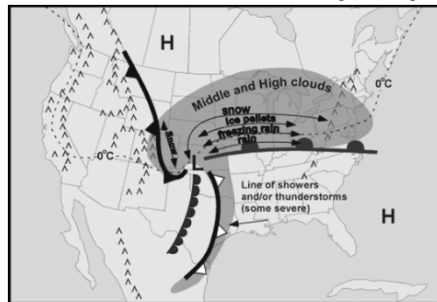 H
Middle and High clouds
0°C
snow
Ice pellets
freezing rain
rain
snow
0°C
L
Line of showers
and/or thunderstorms
(some severe)
H